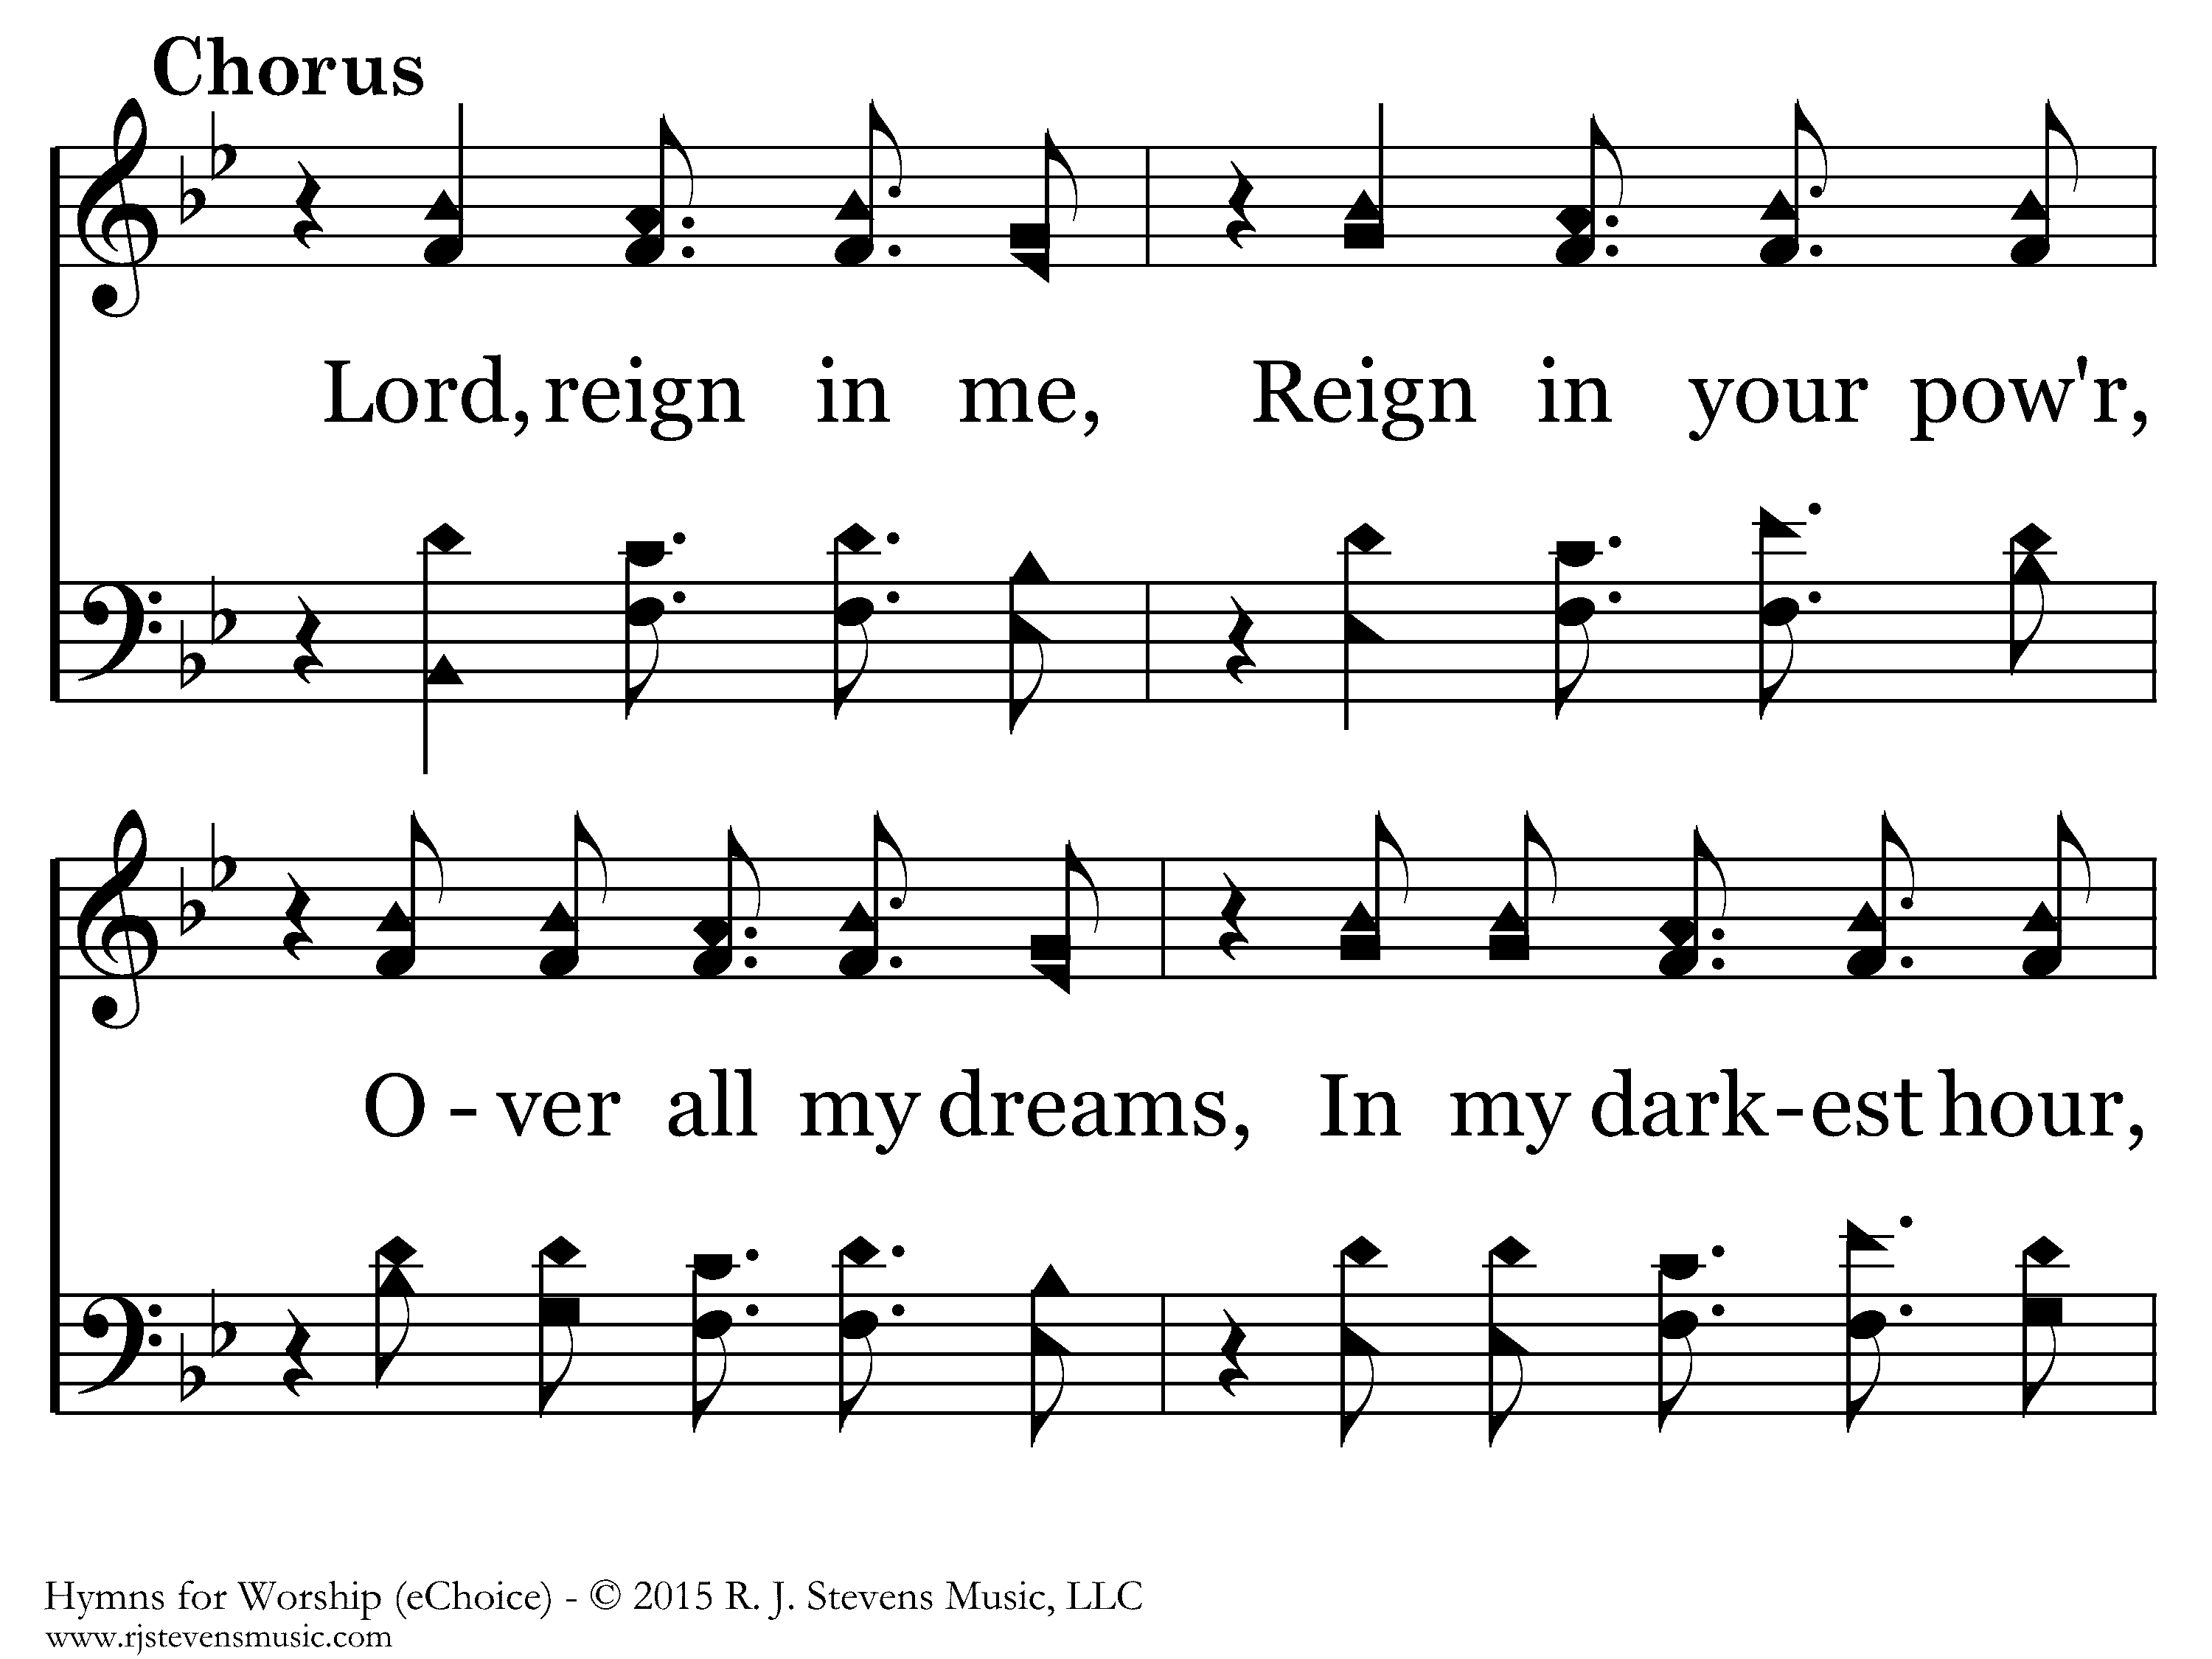 Chorus
Lord, reign in me, Reign in your pow'r,
O - ver all my dreams, In my dark-est hour,
Hymns for Worship (eChoice) - © 2015 R. J. Stevens Music, LLC
www.rjstevensmusic.com